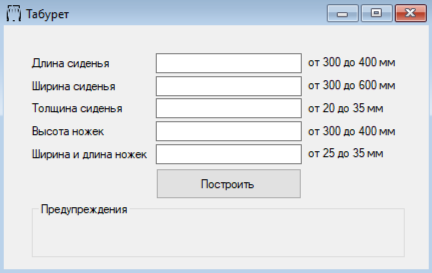 Табурет
Длина сиденья от 300 до 400 мм
Ширина сиденья от 300 до 600 мм
Толщина сиденья от 20 до 35 мм
Высота ножек от 300 до 400 мм
Ширина и длина ножек от 25 до 35 мм
Построить
Предупреждения